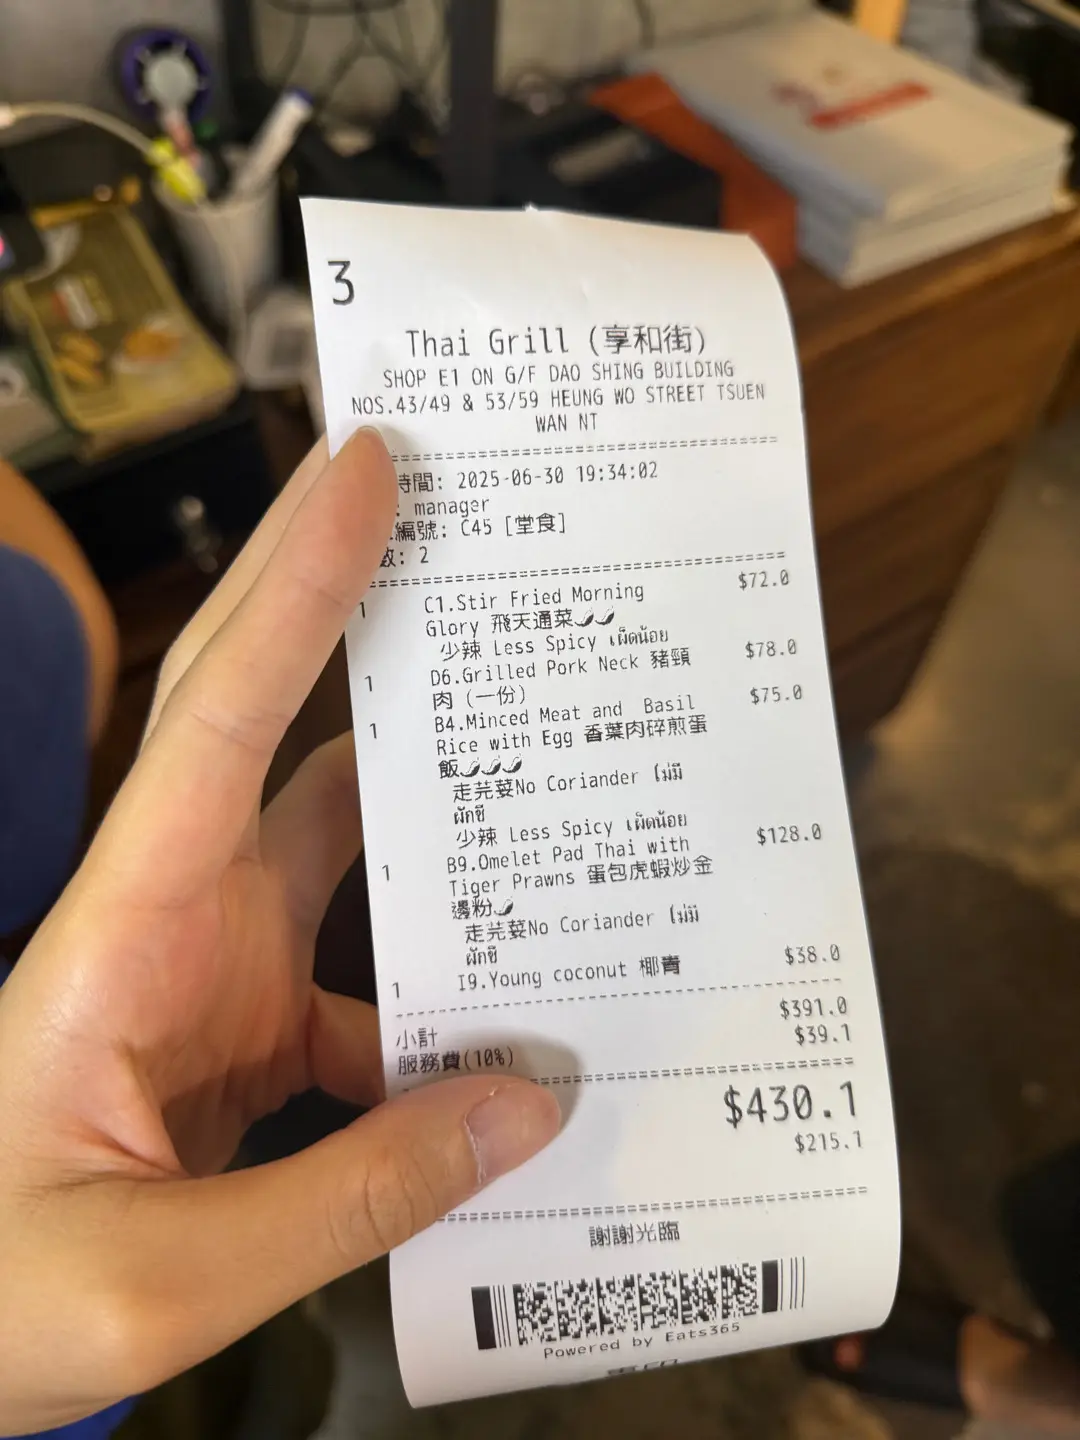 3
Thai Grill (享和街)
SHOP E1 ON G/F DAO SHING BUILDING
NOS.43/49 & 53/59 HEUNG WO STREET TSUEN
WAN NT
時間: 2025-06-30 19:34:02
: manager
編號: C45 [堂食]
數: 2
1 C1.Stir Fried Morning $72.0
Glory 飛天通菜🌶🌶
少辣 Less Spicy เผ็ดน้อย
1 D6.Grilled Pork Neck 豬頸 $78.0
肉 (一份)
1 B4.Minced Meat and Basil $75.0
Rice with Egg 香葉肉碎煎蛋
飯🌶🌶🌶
走芫荽No Coriander ไม่มี
ผักชี
少辣 Less Spicy เผ็ดน้อย
1 B9.Omelet Pad Thai with $128.0
Tiger Prawns 蛋包虎蝦炒金
邊粉🌶
走芫荽No Coriander ไม่มี
ผักชี
1 I9.Young coconut 椰青 $38.0
小計 $391.0
服務費(10%) $39.1
$430.1
$215.1
謝謝光臨
Powered by Eats365